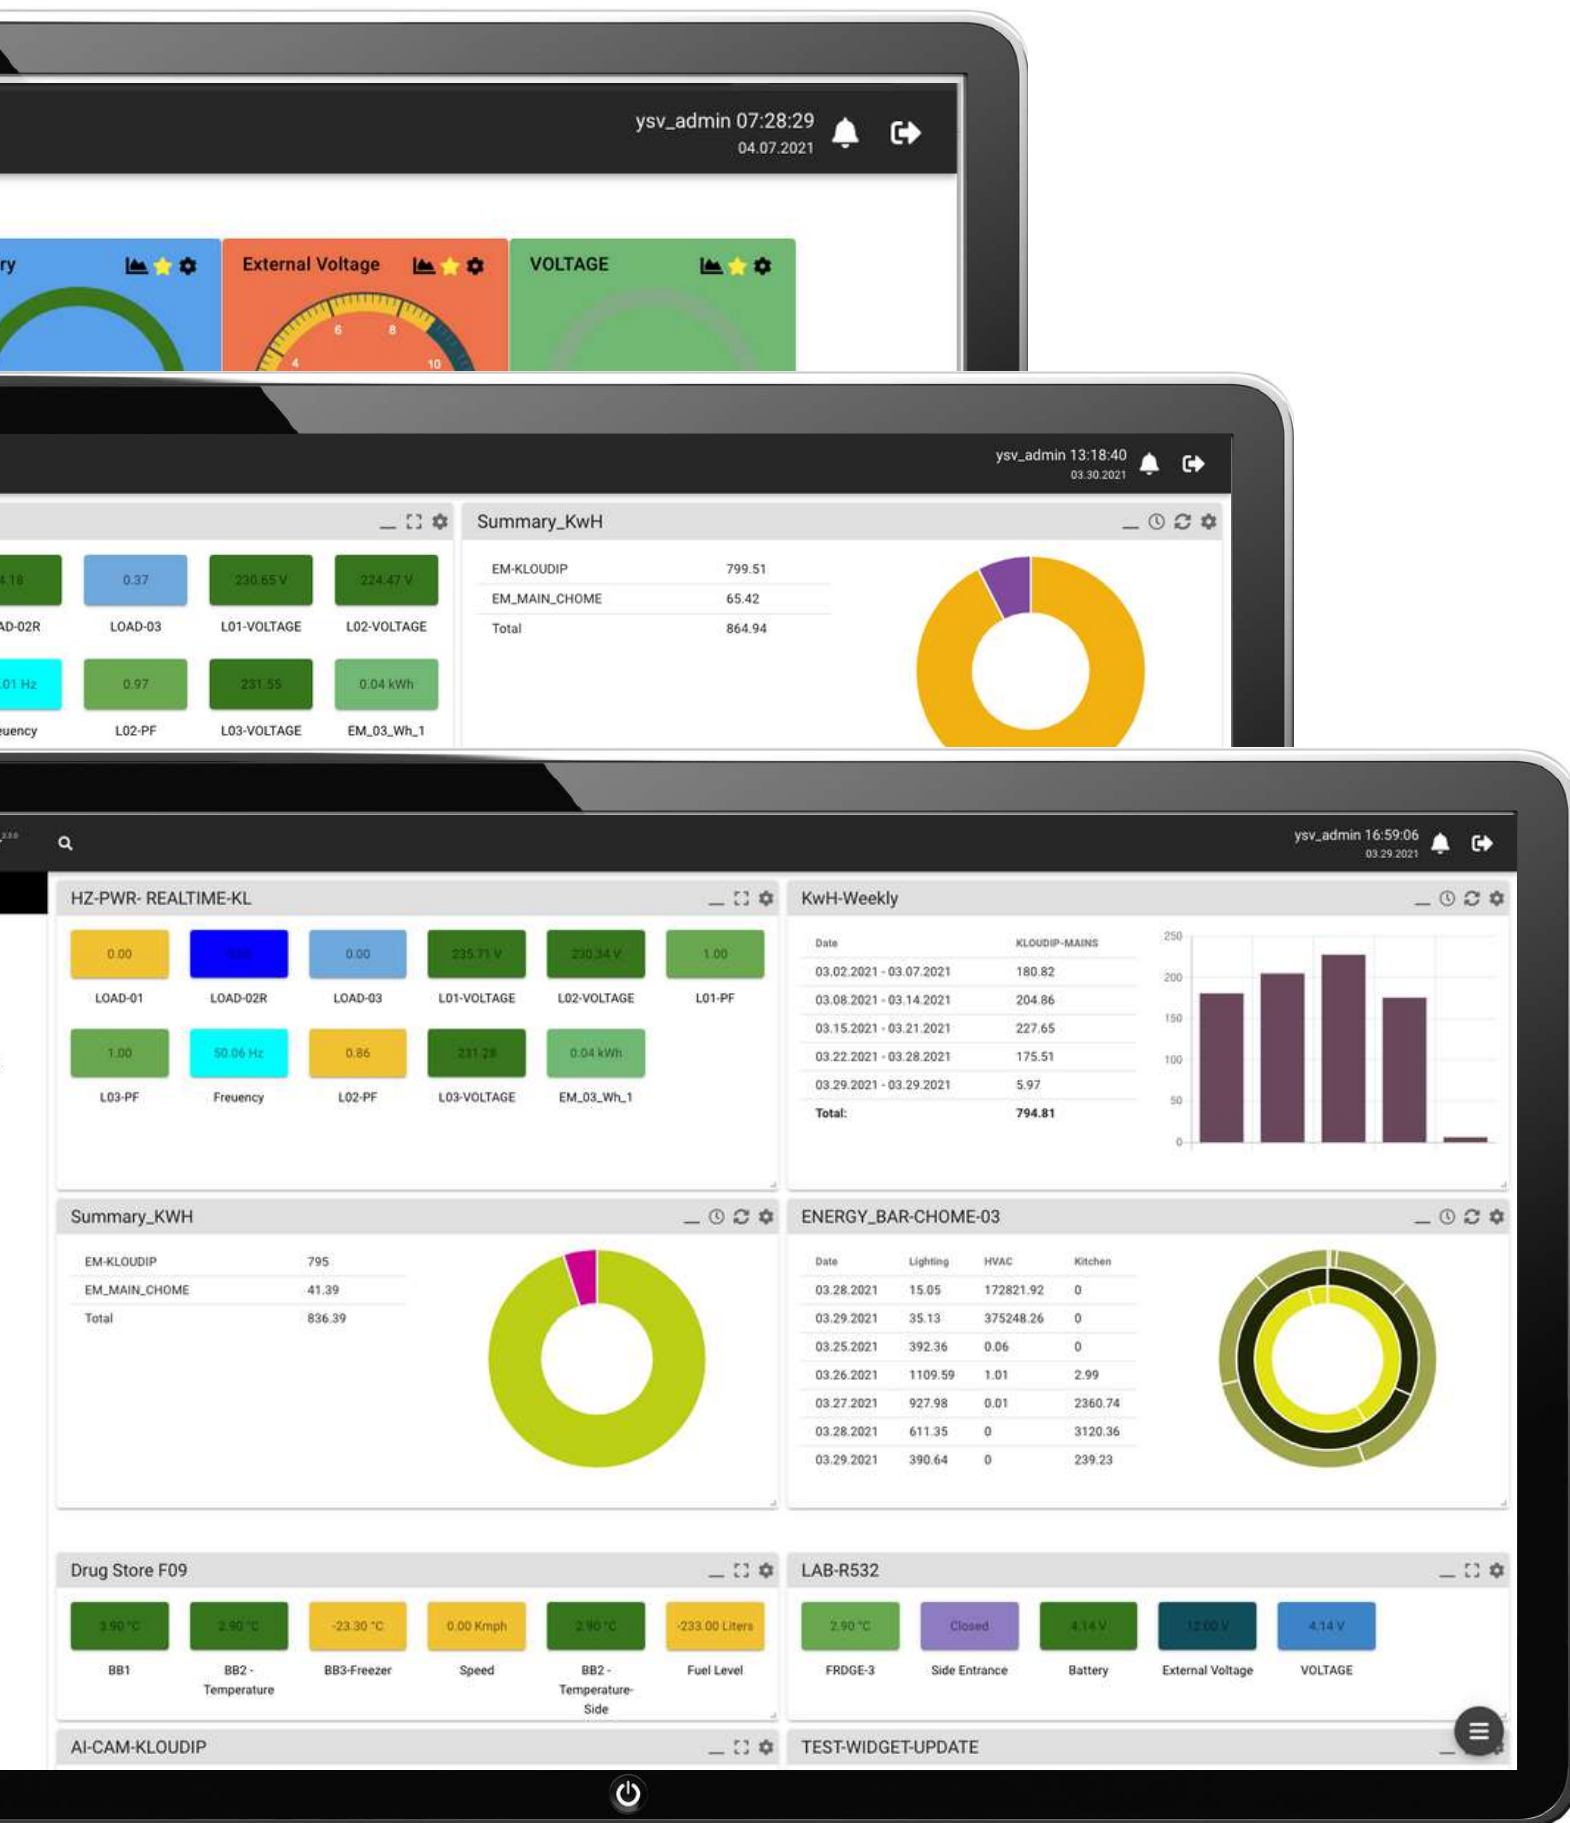 ysv_admin 07:28:29
04.07.2021
ry
External Voltage
VOLTAGE
4
6
8
10
ysv_admin 13:18:40
03.30.2021
Summary_KwH
4.18
0.37
230.65 V
224.47 V
AD-02R
LOAD-03
L01-VOLTAGE
L02-VOLTAGE
.01 Hz
0.97
231.55
0.04 kWh
euency
L02-PF
L03-VOLTAGE
EM_03_Wh_1
EM-KLOUDIP 799.51
EM_MAIN_CHOME 65.42
Total 864.94
2.3.0
ysv_admin 16:59:06
03.29.2021
HZ-PWR- REALTIME-KL
0.00
0.00
235.71 V
230.34 V
1.00
LOAD-01
LOAD-02R
LOAD-03
L01-VOLTAGE
L02-VOLTAGE
L01-PF
1.00
50.06 Hz
0.86
231.28
0.04 kWh
L03-PF
Freuency
L02-PF
L03-VOLTAGE
EM_03_Wh_1
KwH-Weekly
Date KLOUDIP-MAINS
03.02.2021 - 03.07.2021 180.82
03.08.2021 - 03.14.2021 204.86
03.15.2021 - 03.21.2021 227.65
03.22.2021 - 03.28.2021 175.51
03.29.2021 - 03.29.2021 5.97
Total: 794.81
250
200
150
100
50
0
Summary_KWH
EM-KLOUDIP 795
EM_MAIN_CHOME 41.39
Total 836.39
ENERGY_BAR-CHOME-03
Date Lighting HVAC Kitchen
03.28.2021 15.05 172821.92 0
03.29.2021 35.13 375248.26 0
03.25.2021 392.36 0.06 0
03.26.2021 1109.59 1.01 2.99
03.27.2021 927.98 0.01 2360.74
03.28.2021 611.35 0 3120.36
03.29.2021 390.64 0 239.23
Drug Store F09
3.90 °C
2.90 °C
-23.30 °C
0.00 Kmph
2.90 °C
-233.00 Liters
BB1
BB2 -
Temperature
BB3-Freezer
Speed
BB2 -
Temperature-
Side
Fuel Level
LAB-R532
2.90 °C
Closed
4.14 V
12.00 V
4.14 V
FRDGE-3
Side Entrance
Battery
External Voltage
VOLTAGE
AI-CAM-KLOUDIP
TEST-WIDGET-UPDATE